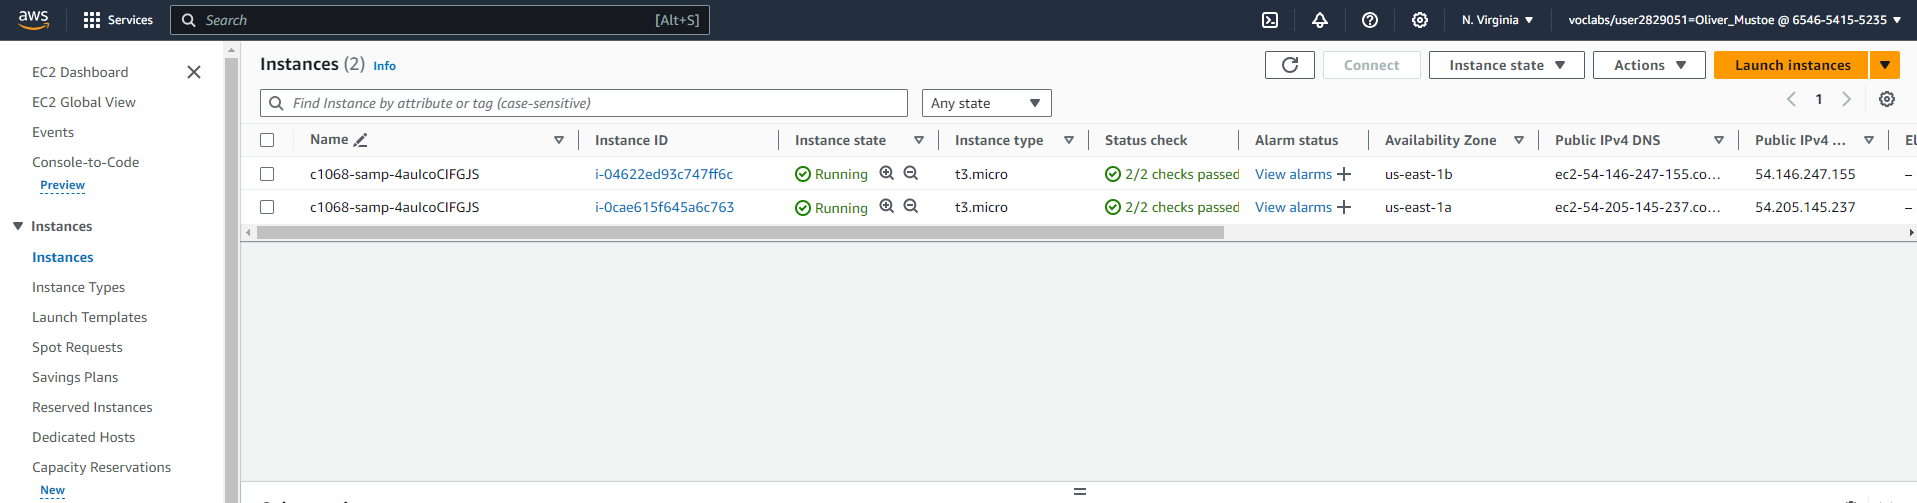 aws Services Search [Alt+S] N. Virginia voclabs/user2829051=Oliver_Mustoe @ 6546-5415-5235
EC2 Dashboard
EC2 Global View
Events
Console-to-Code
Preview
Instances
Instances
Instance Types
Launch Templates
Spot Requests
Savings Plans
Reserved Instances
Dedicated Hosts
Capacity Reservations
New
Instances (2) Info Connect Instance state Actions Launch instances
Find Instance by attribute or tag (case-sensitive) Any state 1
Name Instance ID Instance state Instance type Status check Alarm status Availability Zone Public IPv4 DNS Public IPv4 ... El
c1068-samp-4auIcoCIFGJS i-04622ed93c747ff6c Running t3.micro 2/2 checks passed View alarms us-east-1b ec2-54-146-247-155.co... 54.146.247.155 –
c1068-samp-4auIcoCIFGJS i-0cae615f645a6c763 Running t3.micro 2/2 checks passed View alarms us-east-1a ec2-54-205-145-237.co... 54.205.145.237 –